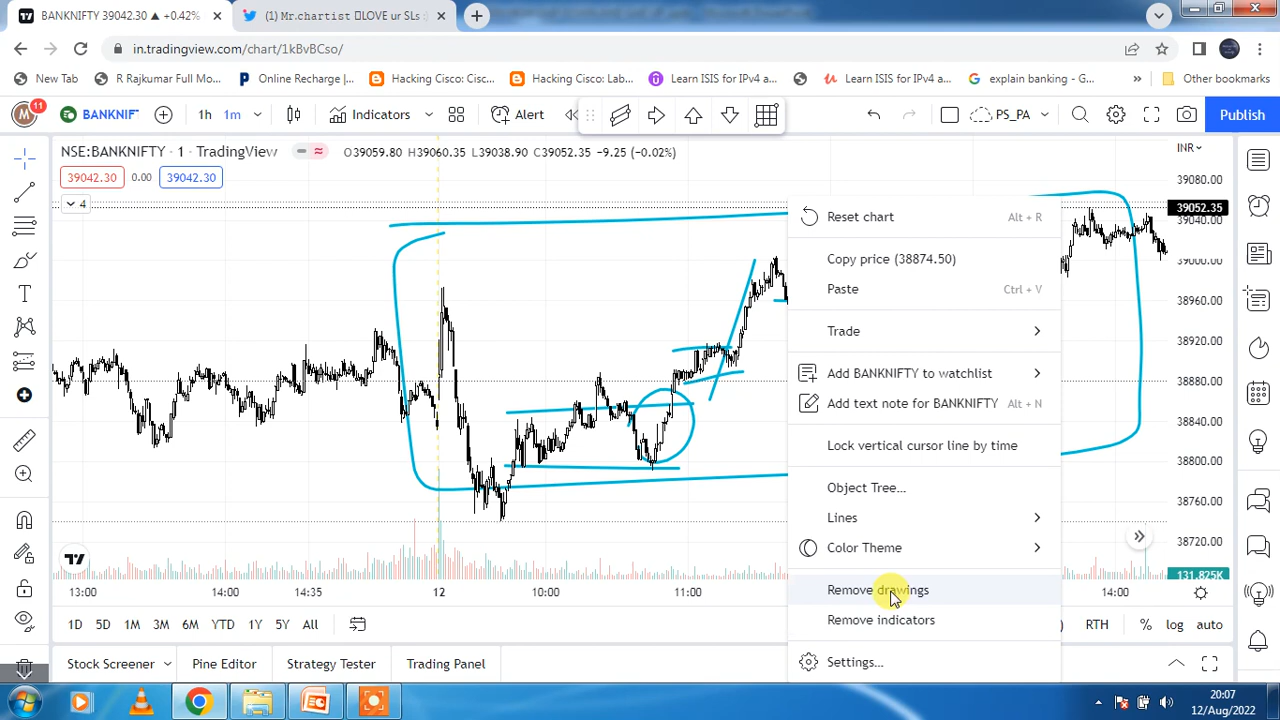 BANKNIFTY 39042.30 ▲ +0.42%
(1) Mr.chartist LOVE ur SLs :
in.tradingview.com/chart/1kBvBCso/
New Tab
R Rajkumar Full Mo...
Online Recharge |...
Hacking Cisco: Cisc...
Hacking Cisco: Lab...
Learn ISIS for IPv4 a...
Learn ISIS for IPv4 a...
explain banking - G...
»
Other bookmarks
M
11
BANKNIF
1h
1m
Indicators
Alert
PS_PA
Publish
NSE:BANKNIFTY · 1 · TradingView
O39059.80 H39060.35 L39038.90 C39052.35 -9.25 (-0.02%)
INR
39042.30
0.00
39042.30
4
39080.00
39052.35
39040.00
39000.00
38960.00
38920.00
38880.00
38840.00
38800.00
38760.00
38720.00
131.825K
Reset chart
Alt + R
Copy price (38874.50)
Paste
Ctrl + V
Trade
Add BANKNIFTY to watchlist
Add text note for BANKNIFTY
Alt + N
Lock vertical cursor line by time
Object Tree...
Lines
Color Theme
Remove drawings
Remove indicators
Settings...
13:00
14:00
14:35
12
10:00
11:00
14:00
1D
5D
1M
3M
6M
YTD
1Y
5Y
All
)
RTH
%
log
auto
Stock Screener
Pine Editor
Strategy Tester
Trading Panel
20:07
12/Aug/2022